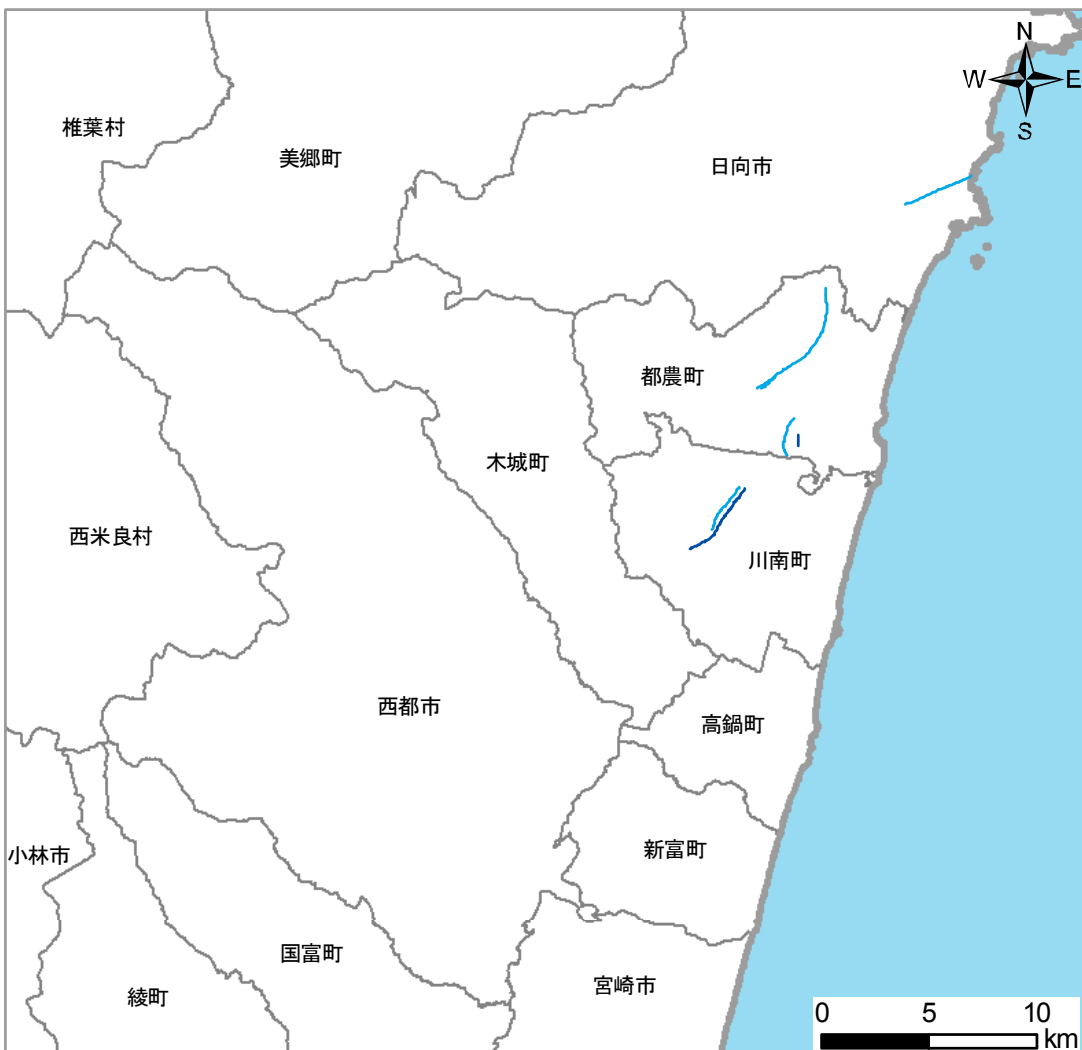 N
W E
S
椎葉村
美郷町
日向市
都農町
木城町
西米良村
川南町
西都市
高鍋町
小林市
新富町
国富町
綾町
宮崎市
0 5 10
km